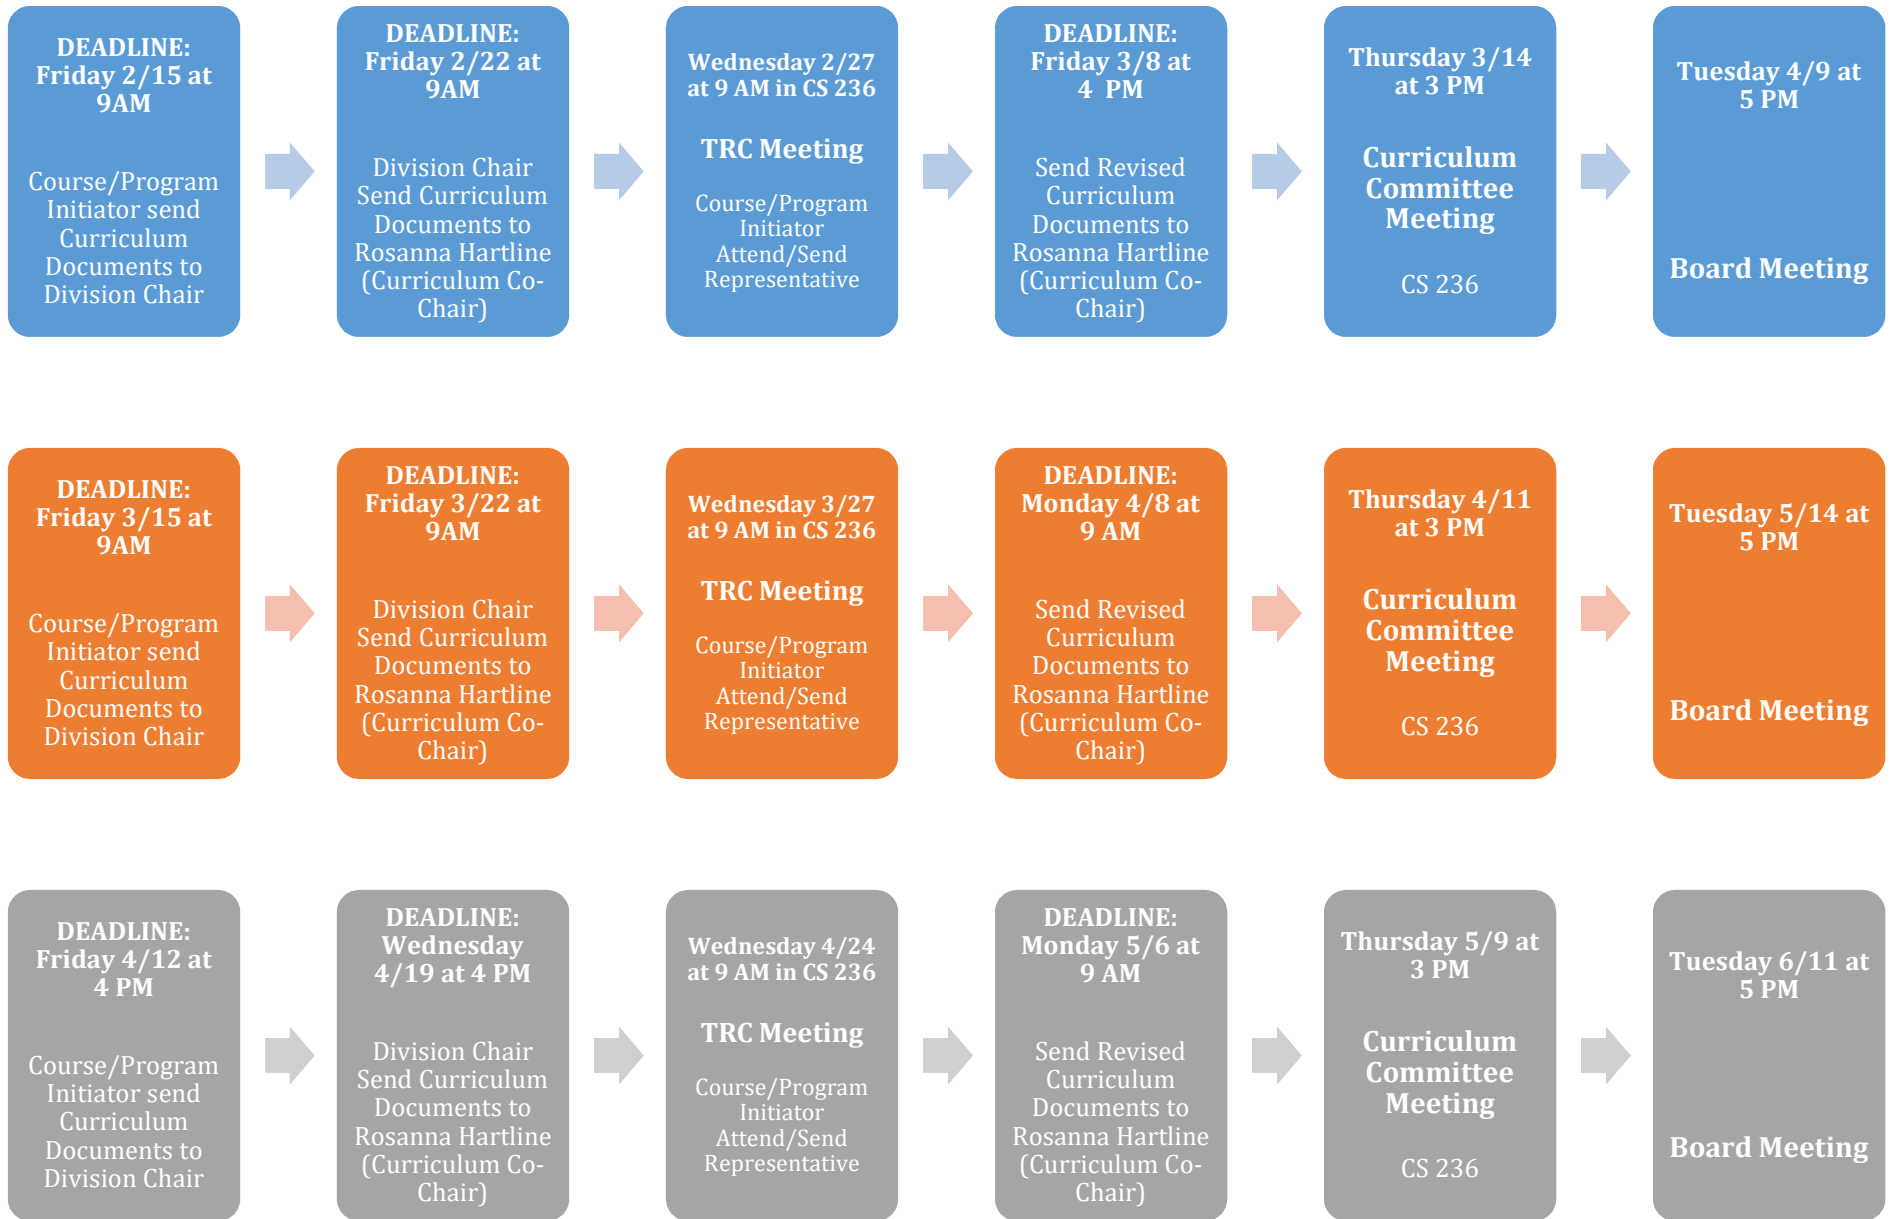 DEADLINE:
Friday 2/15 at
9AM
Course/Program
Initiator send
Curriculum
Documents to
Division Chair
DEADLINE:
Friday 2/22 at
9AM
Division Chair
Send Curriculum
Documents to
Rosanna Hartline
(Curriculum Co-
Chair)
Wednesday 2/27
at 9 AM in CS 236
TRC Meeting
Course/Program
Initiator
Attend/Send
Representative
DEADLINE:
Friday 3/8 at
4 PM
Send Revised
Curriculum
Documents to
Rosanna Hartline
(Curriculum Co-
Chair)
Thursday 3/14
at 3 PM
Curriculum
Committee
Meeting
CS 236
Tuesday 4/9 at
5 PM
Board Meeting
DEADLINE:
Friday 3/15 at
9AM
Course/Program
Initiator send
Curriculum
Documents to
Division Chair
DEADLINE:
Friday 3/22 at
9AM
Division Chair
Send Curriculum
Documents to
Rosanna Hartline
(Curriculum Co-
Chair)
Wednesday 3/27
at 9 AM in CS 236
TRC Meeting
Course/Program
Initiator
Attend/Send
Representative
DEADLINE:
Monday 4/8 at
9 AM
Send Revised
Curriculum
Documents to
Rosanna Hartline
(Curriculum Co-
Chair)
Thursday 4/11
at 3 PM
Curriculum
Committee
Meeting
CS 236
Tuesday 5/14 at
5 PM
Board Meeting
DEADLINE:
Friday 4/12 at
4 PM
Course/Program
Initiator send
Curriculum
Documents to
Division Chair
DEADLINE:
Wednesday
4/19 at 4 PM
Division Chair
Send Curriculum
Documents to
Rosanna Hartline
(Curriculum Co-
Chair)
Wednesday 4/24
at 9 AM in CS 236
TRC Meeting
Course/Program
Initiator
Attend/Send
Representative
DEADLINE:
Monday 5/6 at
9 AM
Send Revised
Curriculum
Documents to
Rosanna Hartline
(Curriculum Co-
Chair)
Thursday 5/9 at
3 PM
Curriculum
Committee
Meeting
CS 236
Tuesday 6/11 at
5 PM
Board Meeting